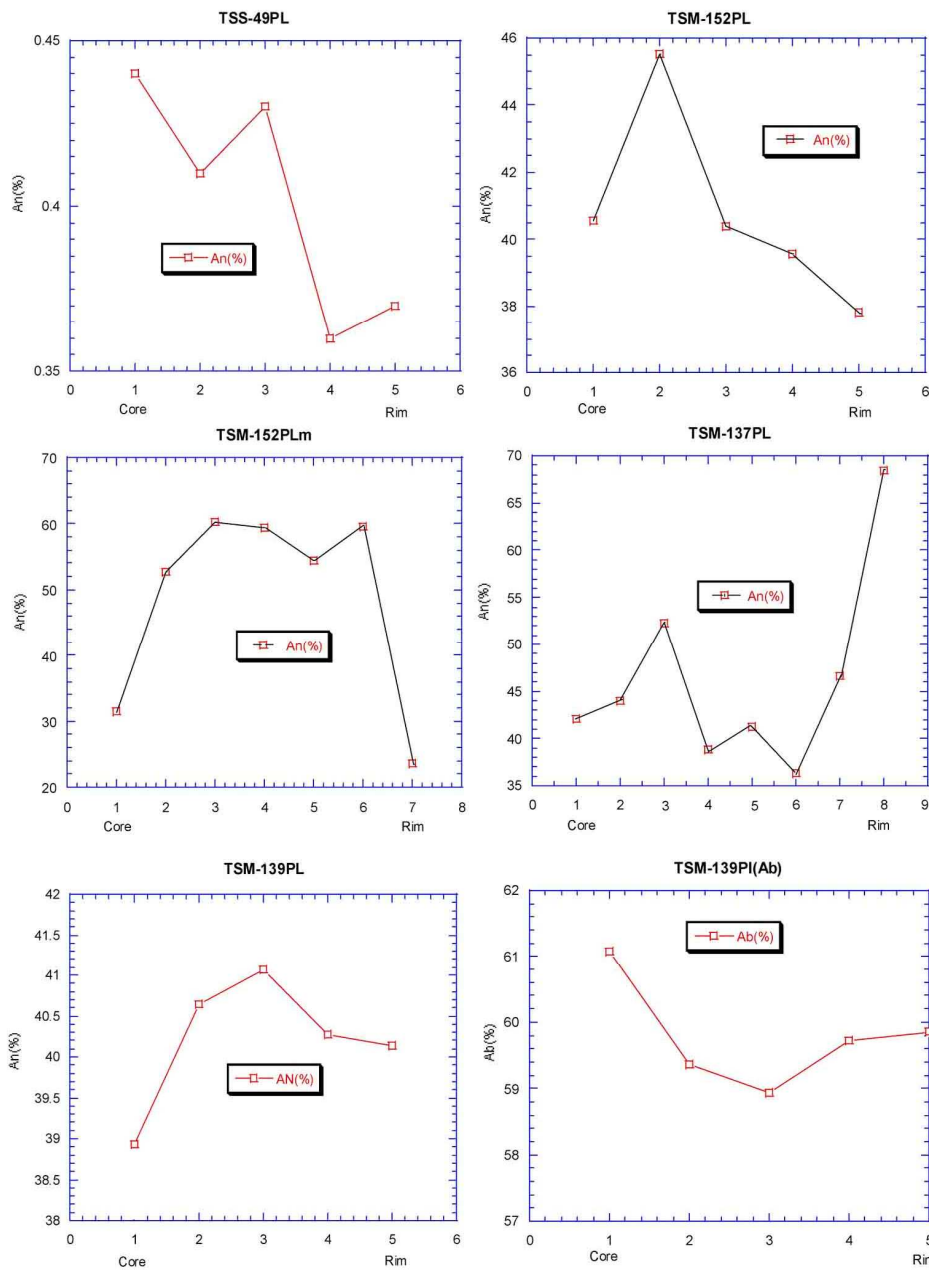 TSS-49PL
0.45
0.4
0.35
An(%)
An(%)
0 1 2 3 4 5 6
Core Rim
TSM-152PL
46
44
42
40
38
36
An(%)
An(%)
0 1 2 3 4 5 6
Core Rim
TSM-152PLm
70
60
50
40
30
20
An(%)
An(%)
0 1 2 3 4 5 6 7 8
Core Rim
TSM-137PL
70
65
60
55
50
45
40
35
An(%)
An(%)
0 1 2 3 4 5 6 7 8 9
Core Rim
TSM-139PL
42
41.5
41
40.5
40
39.5
39
38.5
38
An(%)
AN(%)
0 1 2 3 4 5 6
Core Rim
TSM-139Pl(Ab)
62
61
60
59
58
57
Ab(%)
Ab(%)
0 1 2 3 4 5
Core Rim